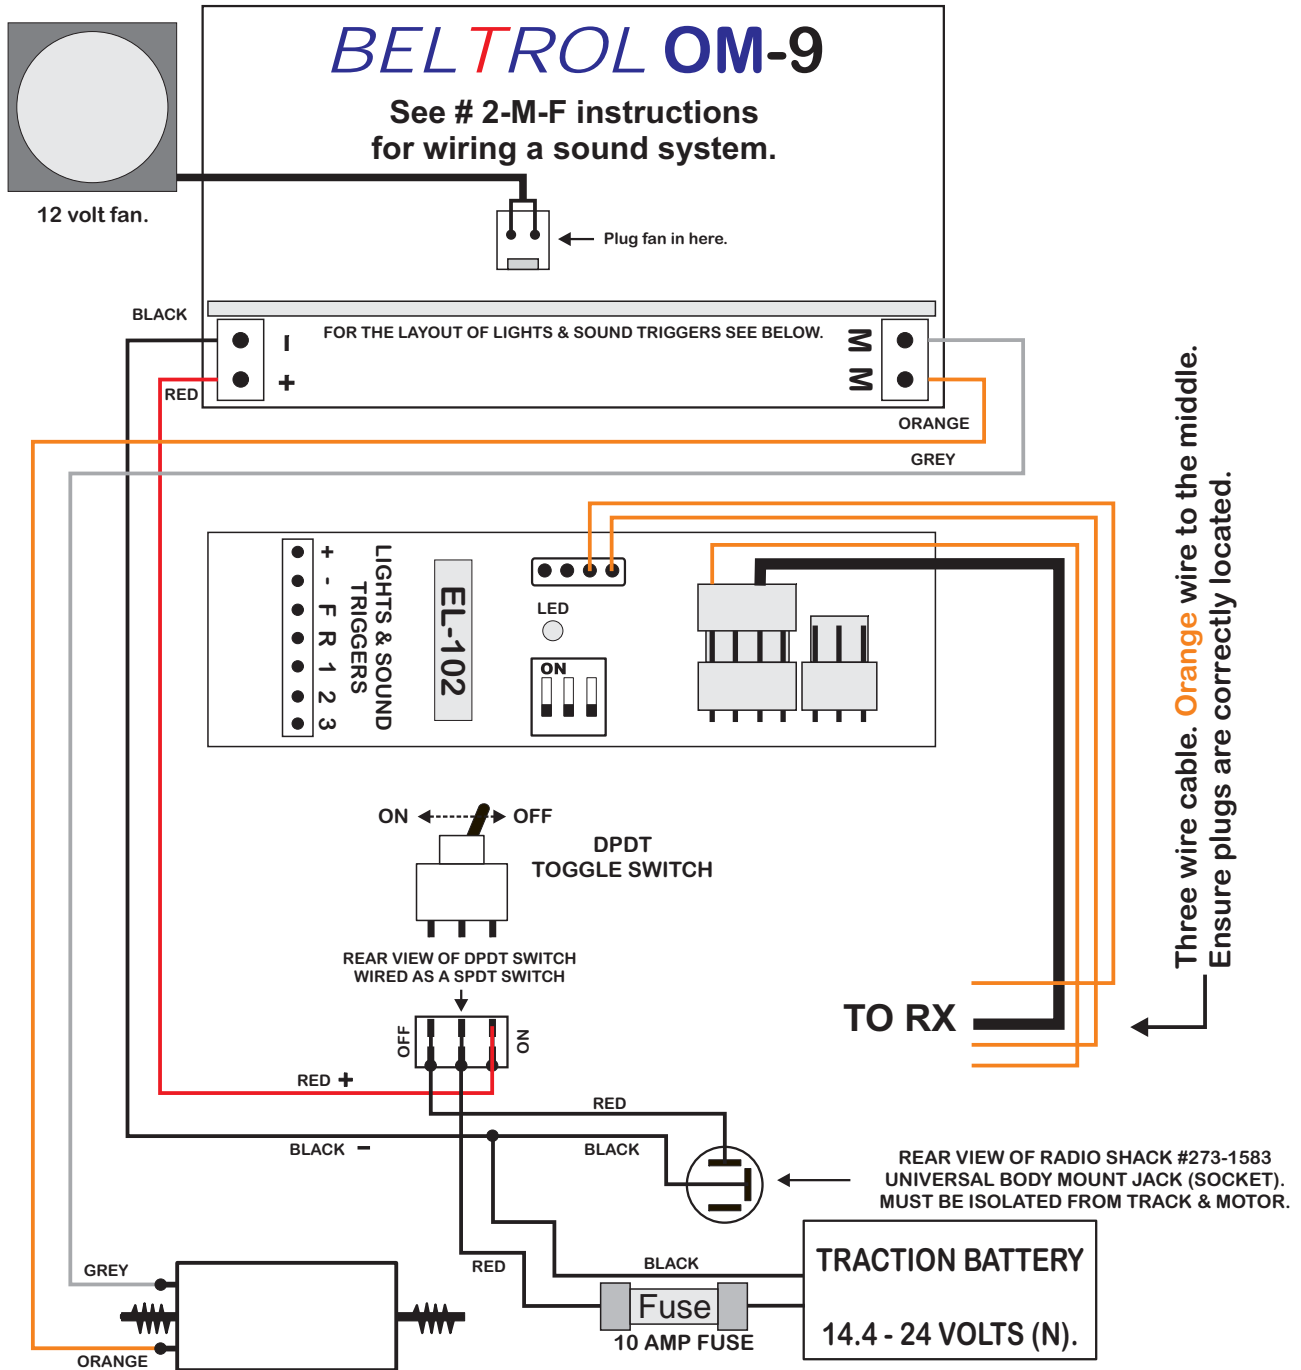 BELTROL OM-9
See # 2-M-F instructions
for wiring a sound system.
12 volt fan.
Plug fan in here.
BLACK
FOR THE LAYOUT OF LIGHTS & SOUND TRIGGERS SEE BELOW.
-
+
M
M
RED
ORANGE
GREY
Three wire cable. Orange wire to the middle.
Ensure plugs are correctly located.
+
-
F
R
1
2
3
LIGHTS & SOUND
TRIGGERS
EL-102
LED
ON
ON OFF
DPDT
TOGGLE SWITCH
REAR VIEW OF DPDT SWITCH
WIRED AS A SPDT SWITCH
OFF
ON
TO RX
RED +
RED
BLACK -
BLACK
REAR VIEW OF RADIO SHACK #273-1583
UNIVERSAL BODY MOUNT JACK (SOCKET).
MUST BE ISOLATED FROM TRACK & MOTOR.
GREY
RED
BLACK
TRACTION BATTERY
Fuse
10 AMP FUSE
14.4 - 24 VOLTS (N).
ORANGE